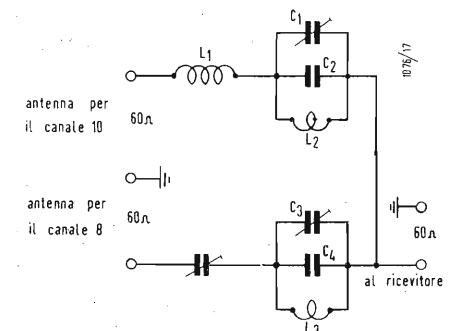 C1
L1
C2
1076/17
antenna per
il canale 10
60Ω
L2
antenna per
il canale 8
60Ω
C3
60Ω
C4
al ricevitore
L3